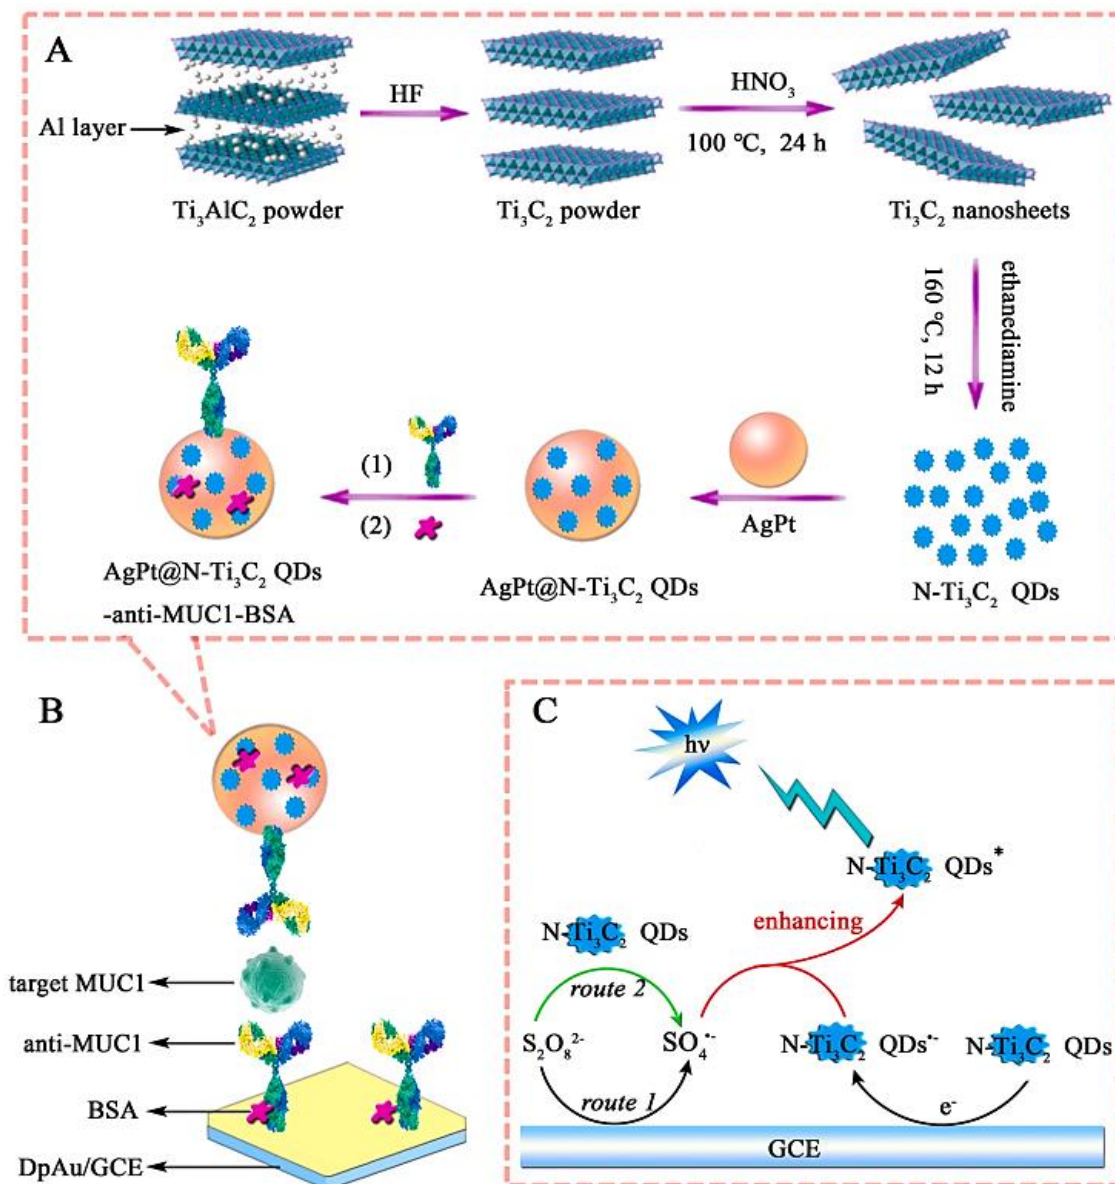 A
Al layer
HF
HNO₃
100 °C, 24 h
Ti₃AlC₂ powder
Ti₃C₂ powder
Ti₃C₂ nanosheets
ethanediamine
160 °C, 12 h
(1)
(2)
AgPt
AgPt@N-Ti₃C₂ QDs
-anti-MUC1-BSA
AgPt@N-Ti₃C₂ QDs
N-Ti₃C₂ QDs
B
target MUC1
anti-MUC1
BSA
DpAu/GCE
C
hν
N-Ti₃C₂ QDs*
enhancing
N-Ti₃C₂ QDs
route 2
S₂O₈²⁻
SO₄•⁻
N-Ti₃C₂ QDs•⁻
N-Ti₃C₂ QDs
route 1
e⁻
GCE